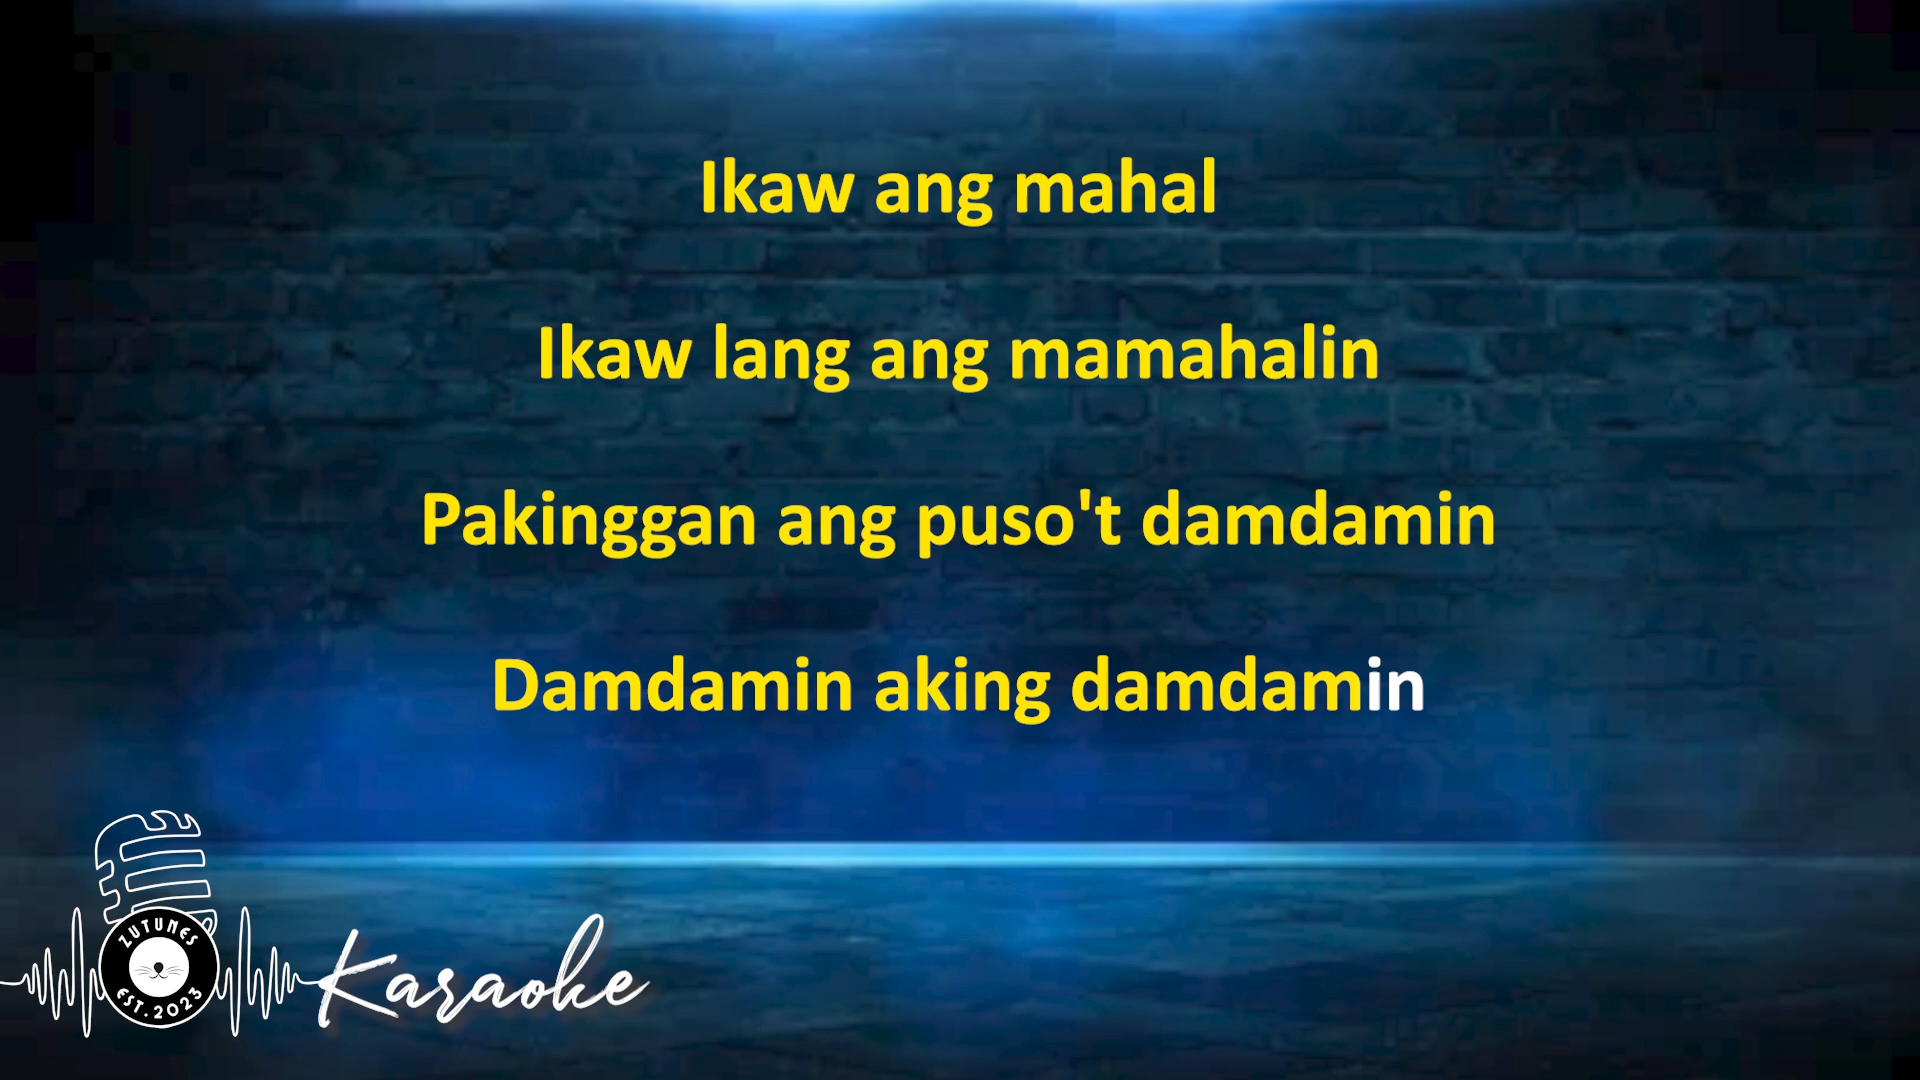 Ikaw ang mahal
Ikaw lang ang mamahalin
Pakinggan ang puso't damdamin
Damdamin aking damdamin
ZUTUNES
EST. 2023
Karaoke